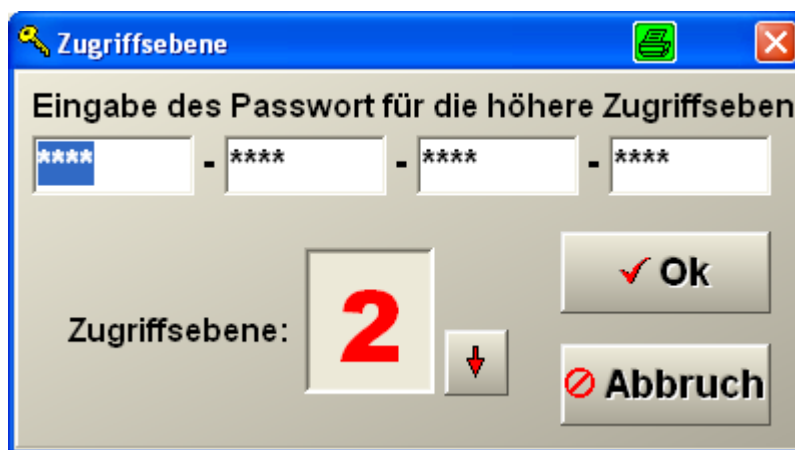 Zugriffsebene
Eingabe des Passwort für die höhere Zugriffseben
**** - **** - **** - ****
Ok
Zugriffsebene: 2
Abbruch